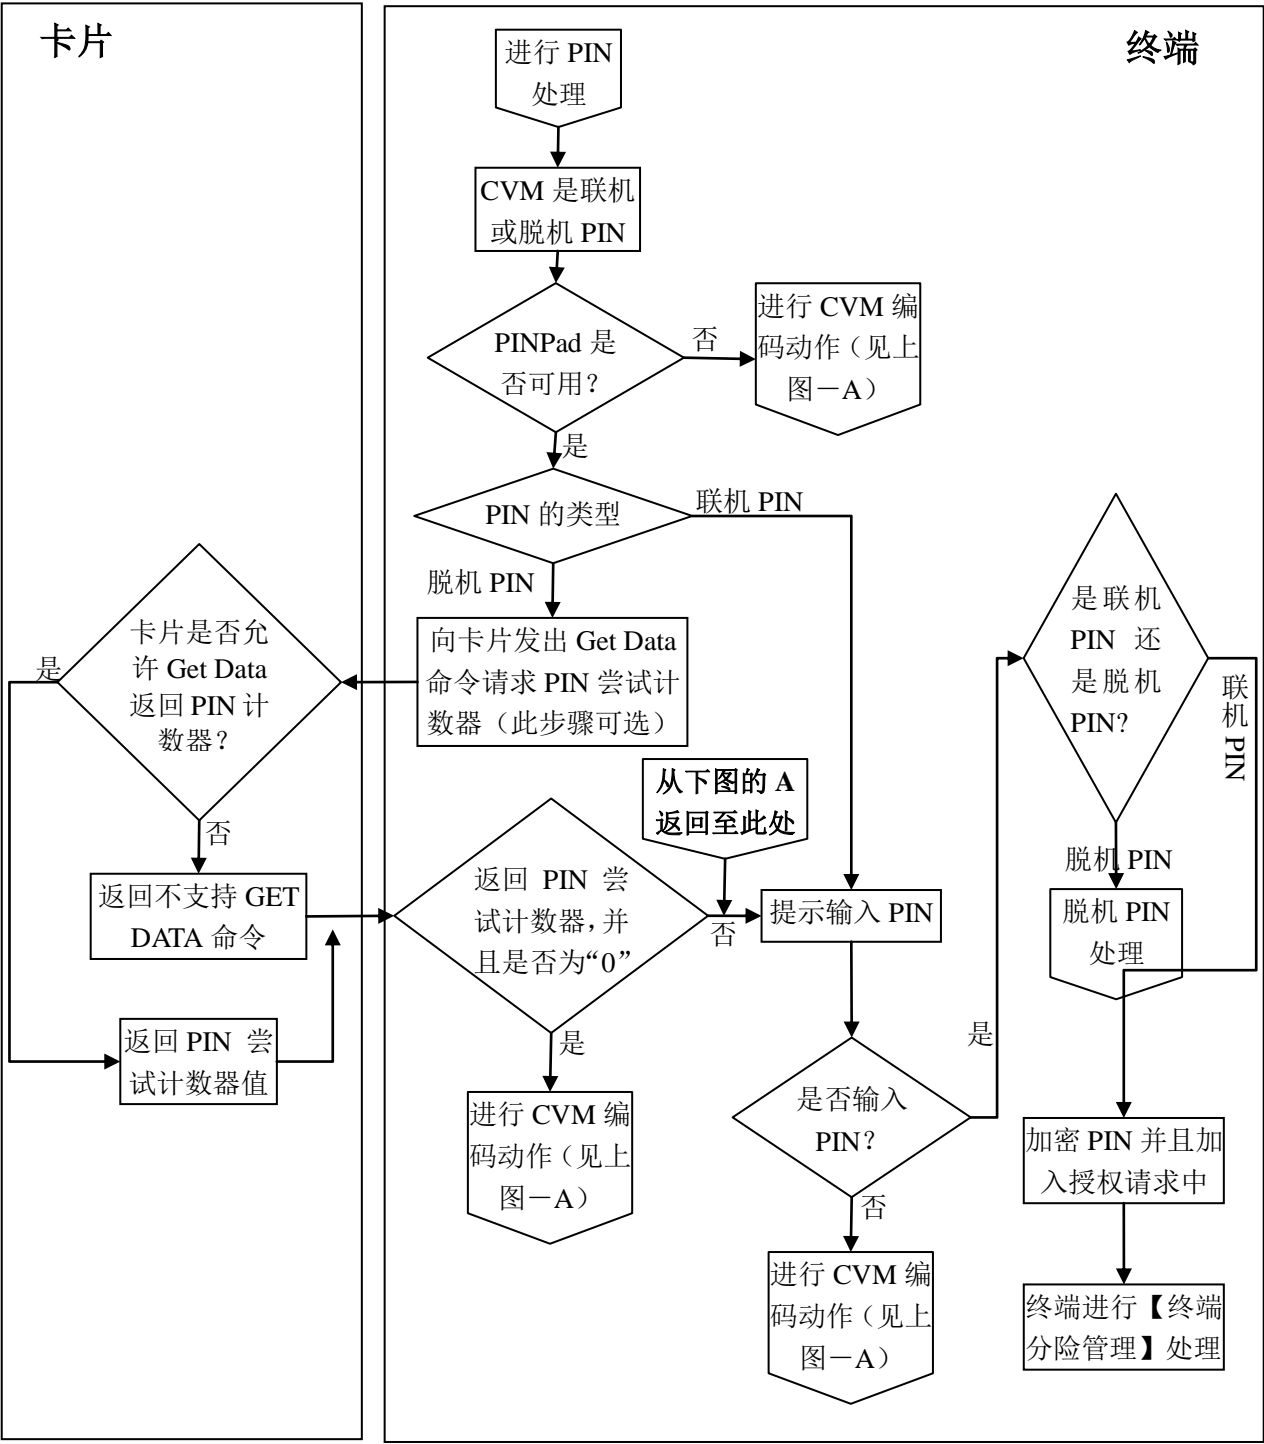 卡片
终端
进行 PIN
处理
CVM 是联机
或脱机 PIN
PINPad 是
否可用？
否
进行 CVM 编
码动作（见上
图－A）
是
PIN 的类型
联机 PIN
脱机 PIN
向卡片发出 Get Data
命令请求 PIN 尝试计
数器（此步骤可选）
卡片是否允
许 Get Data
返回 PIN 计
数器？
是
否
返回不支持 GET
DATA 命令
返回 PIN 尝
试计数器值
从下图的 A
返回至此处
返回 PIN 尝
试计数器，并
且是否为“0”
否
是
进行 CVM 编
码动作（见上
图－A）
提示输入 PIN
是否输入
PIN？
是
否
进行 CVM 编
码动作（见上
图－A）
是联机
PIN 还
是脱机
PIN?
联机 PIN
脱机 PIN
脱机 PIN
处理
加密 PIN 并且加
入授权请求中
终端进行【终端
分险管理】处理